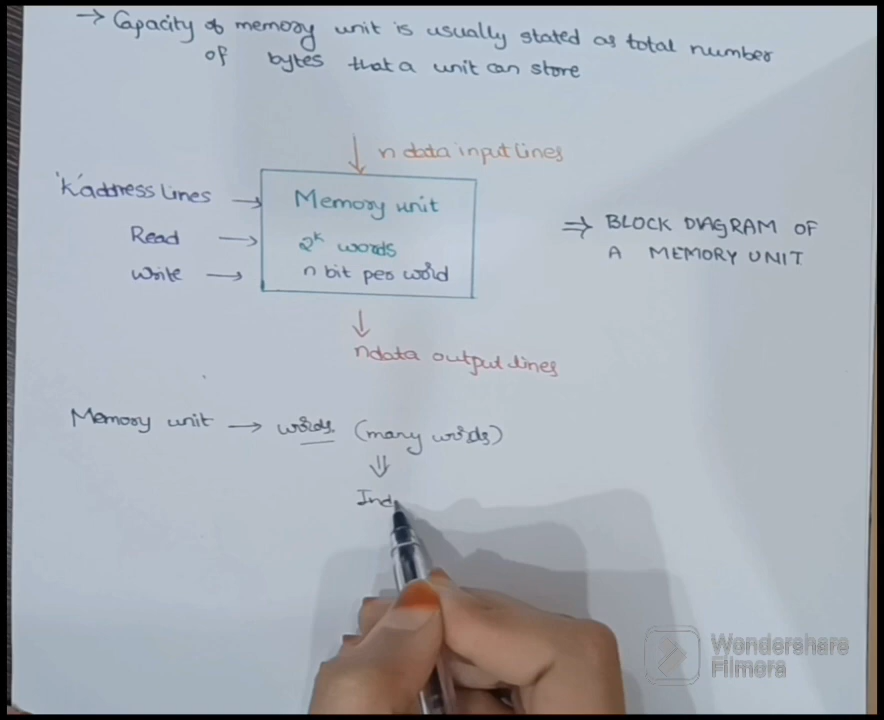 → Capacity of memory unit is usually stated as total number
of bytes that a unit can store
n data input lines
'K' address lines →
Read →
Write →
Memory unit
2^k words
n bit per word
⇒ BLOCK DIAGRAM OF
A MEMORY UNIT
n data output lines
Memory unit → words (many words)
Ind
Wondershare
Filmora